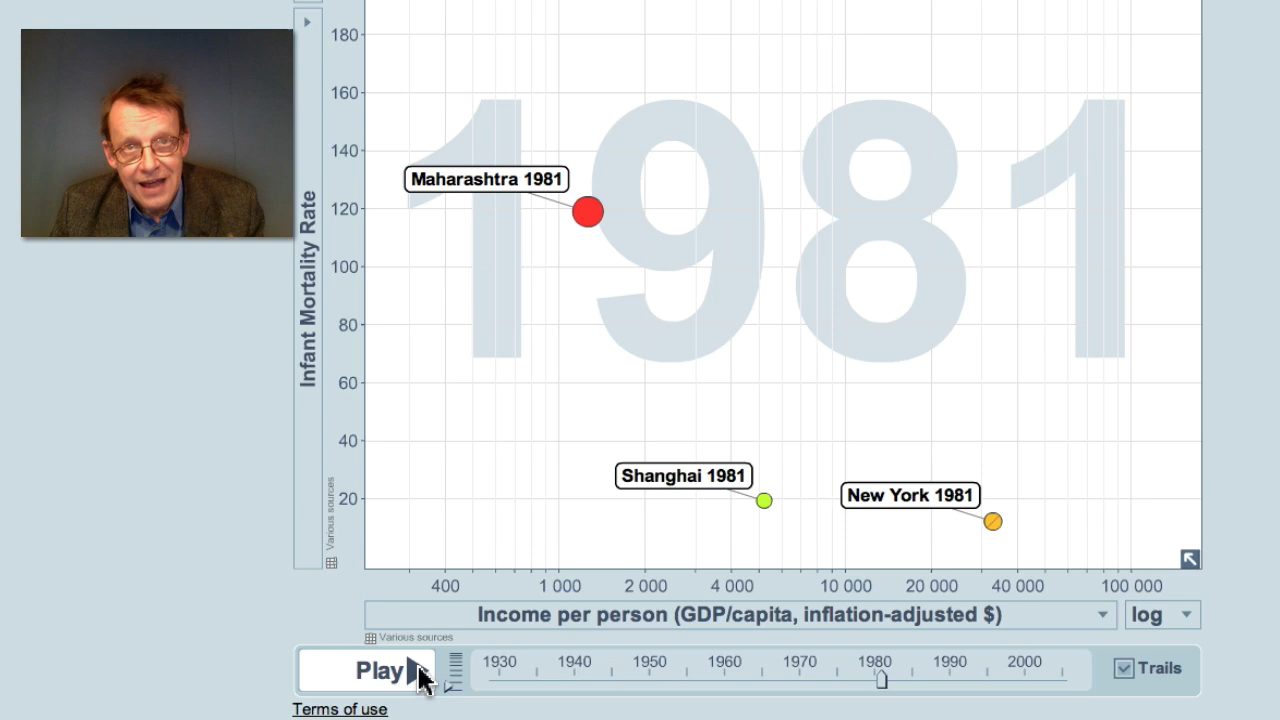 180
160
140
120
100
80
60
40
20
Infant Mortality Rate
Various sources
1981
Maharashtra 1981
Shanghai 1981
New York 1981
400 1 000 2 000 4 000 10 000 20 000 40 000 100 000
Income per person (GDP/capita, inflation-adjusted $) log
Various sources
Play 1930 1940 1950 1960 1970 1980 1990 2000 Trails
Terms of use